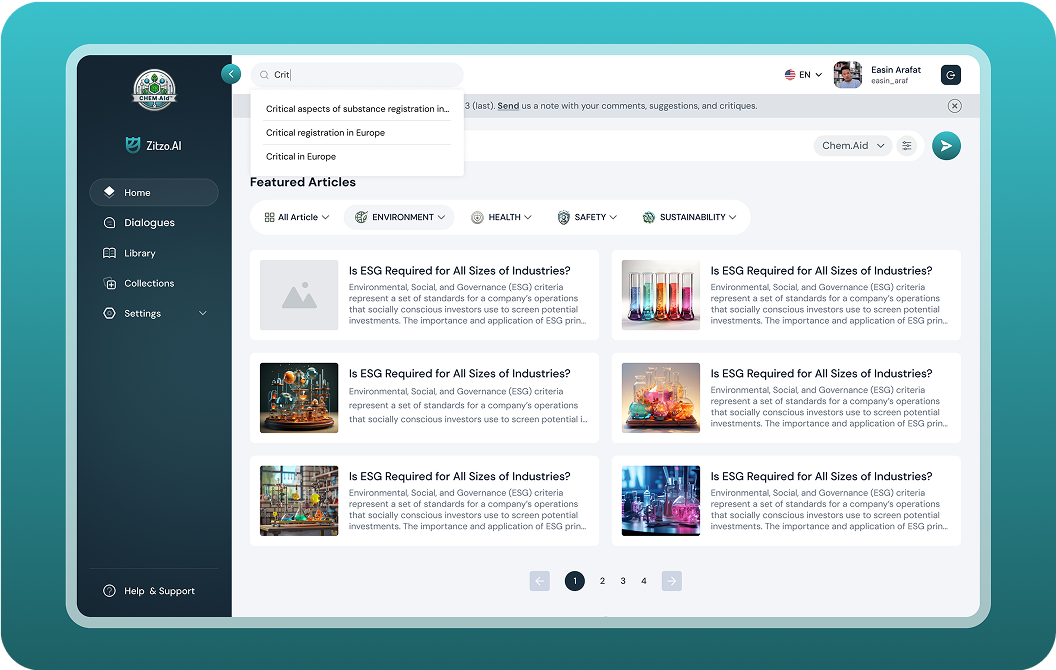 CHEM AID
Zitzo.AI
Home
Dialogues
Library
Collections
Settings
Help & Support
Crit
EN
Easin Arafat
easin_araf
Critical aspects of substance registration in...
Critical registration in Europe
Critical in Europe
3 (last). Send us a note with your comments, suggestions, and critiques.
Chem.Aid
Featured Articles
All Article
ENVIRONMENT
HEALTH
SAFETY
SUSTAINABILITY
Is ESG Required for All Sizes of Industries?
Environmental, Social, and Governance (ESG) criteria
represent a set of standards for a company's operations
that socially conscious investors use to screen potential
investments. The importance and application of ESG prin...
Is ESG Required for All Sizes of Industries?
Environmental, Social, and Governance (ESG) criteria
represent a set of standards for a company's operations
that socially conscious investors use to screen potential
investments. The importance and application of ESG prin...
Is ESG Required for All Sizes of Industries?
Environmental, Social, and Governance (ESG) criteria
represent a set of standards for a company's operations
that socially conscious investors use to screen potential i...
Is ESG Required for All Sizes of Industries?
Environmental, Social, and Governance (ESG) criteria
represent a set of standards for a company's operations
that socially conscious investors use to screen potential
investments. The importance and application of ESG prin...
Is ESG Required for All Sizes of Industries?
Environmental, Social, and Governance (ESG) criteria
represent a set of standards for a company's operations
that socially conscious investors use to screen potential
investments. The importance and application of ESG prin...
Is ESG Required for All Sizes of Industries?
Environmental, Social, and Governance (ESG) criteria
represent a set of standards for a company's operations
that socially conscious investors use to screen potential
investments. The importance and application of ESG prin...
1 2 3 4